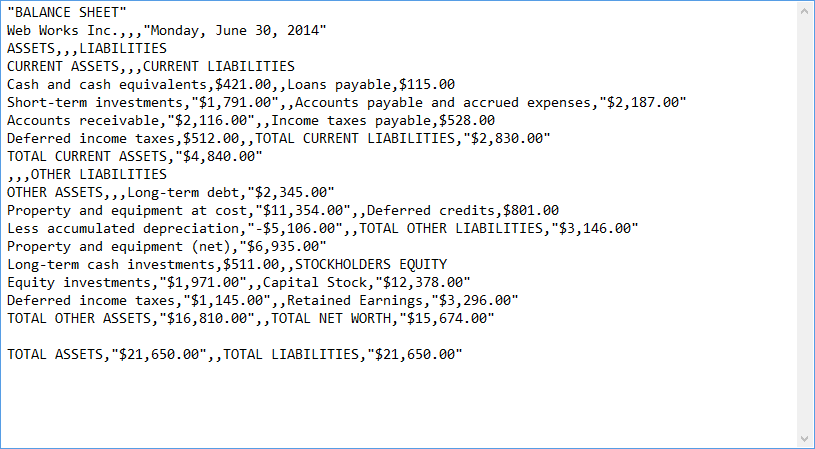 "BALANCE SHEET"
Web Works Inc.,,,"Monday, June 30, 2014"
ASSETS,,,LIABILITIES
CURRENT ASSETS,,,CURRENT LIABILITIES
Cash and cash equivalents,$421.00,,Loans payable,$115.00
Short-term investments,"$1,791.00",,Accounts payable and accrued expenses,"$2,187.00"
Accounts receivable,"$2,116.00",,Income taxes payable,$528.00
Deferred income taxes,$512.00,,TOTAL CURRENT LIABILITIES,"$2,830.00"
TOTAL CURRENT ASSETS,"$4,840.00"
,,,OTHER LIABILITIES
OTHER ASSETS,,,Long-term debt,"$2,345.00"
Property and equipment at cost,"$11,354.00",,Deferred credits,$801.00
Less accumulated depreciation,"-$5,106.00",,TOTAL OTHER LIABILITIES,"$3,146.00"
Property and equipment (net),"$6,935.00"
Long-term cash investments,$511.00,,STOCKHOLDERS EQUITY
Equity investments,"$1,971.00",,Capital Stock,"$12,378.00"
Deferred income taxes,"$1,145.00",,Retained Earnings,"$3,296.00"
TOTAL OTHER ASSETS,"$16,810.00",,TOTAL NET WORTH,"$15,674.00"
TOTAL ASSETS,"$21,650.00",,TOTAL LIABILITIES,"$21,650.00"